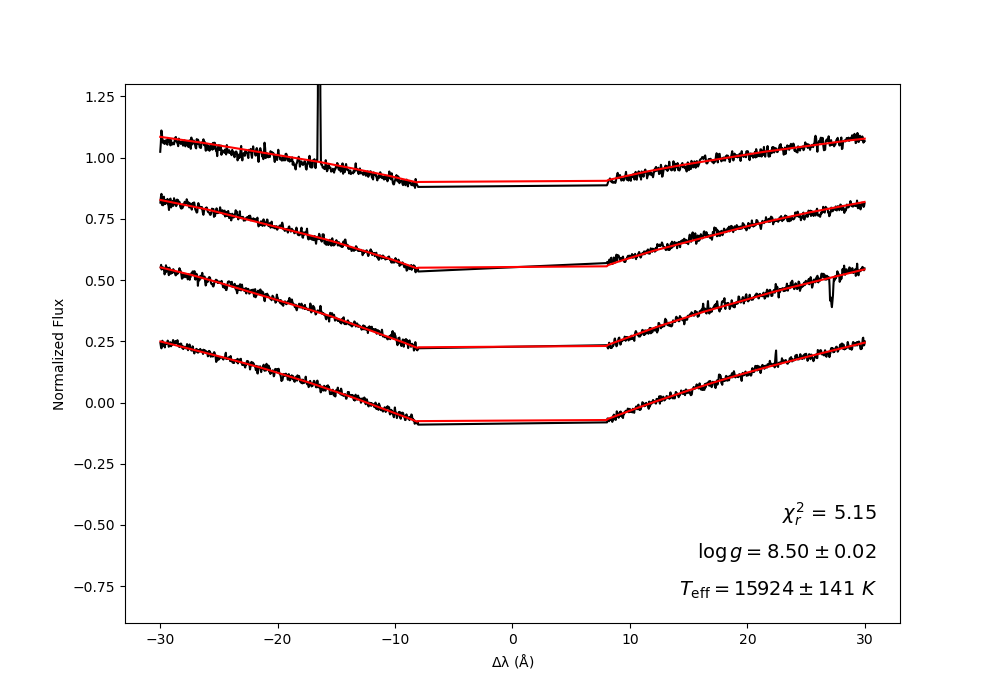 1.25
1.00
0.75
0.50
0.25
0.00
−0.25
−0.50
−0.75
Normalized Flux
χ²ᵣ = 5.15
log g = 8.50 ± 0.02
T_eff = 15924 ± 141 K
−30 −20 −10 0 10 20 30
Δλ (Å)